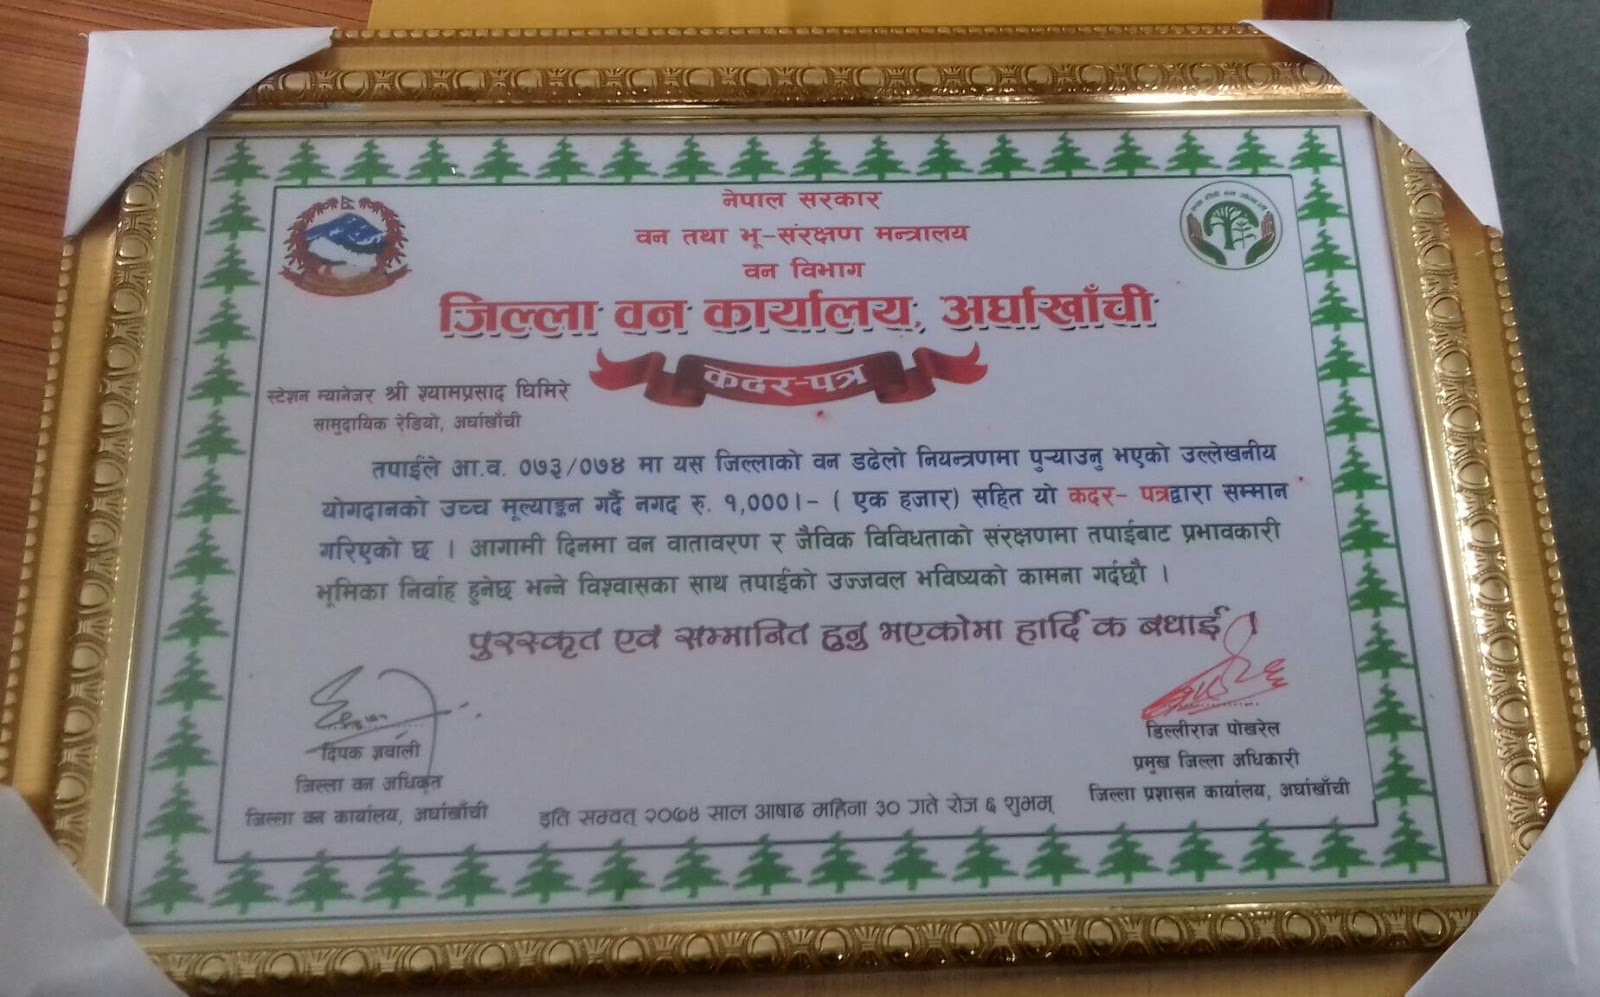 नेपाल सरकार
वन तथा भू-संरक्षण मन्त्रालय
वन विभाग
जिल्ला वन कार्यालय, अर्घाखाँची
कदर-पत्र
स्टेशन म्यानेजर श्री श्यामप्रसाद घिमिरे
सामुदायिक रेडियो, अर्घाखाँची
तपाईंले आ.व. ०७३/०७४ मा यस जिल्लाको वन डढेलो नियन्त्रणमा पुऱ्याउनु भएको उल्लेखनीय
योगदानको उच्च मूल्याङ्कन गर्दै नगद रु. १,०००।- ( एक हजार) सहित यो कदर- पत्रद्वारा सम्मान
गरिएको छ । आगामी दिनमा वन वातावरण र जैविक विविधताको संरक्षणमा तपाईंबाट प्रभावकारी
भूमिका निर्वाह हुनेछ भन्ने विश्वासका साथ तपाईंको उज्जवल भविष्यको कामना गर्दछौ ।
पुरस्कृत एवं सम्मानित हुनु भएकोमा हार्दिक बधाई ।
दिपक ज्ञवाली
जिल्ला वन अधिकृत
जिल्ला वन कार्यालय, अर्घाखाँची
डिल्लीराज पोखरेल
प्रमुख जिल्ला अधिकारी
जिल्ला प्रशासन कार्यालय, अर्घाखाँची
इति सम्वत् २०७४ साल आषाढ महिना ३० गते रोज ६ शुभम्